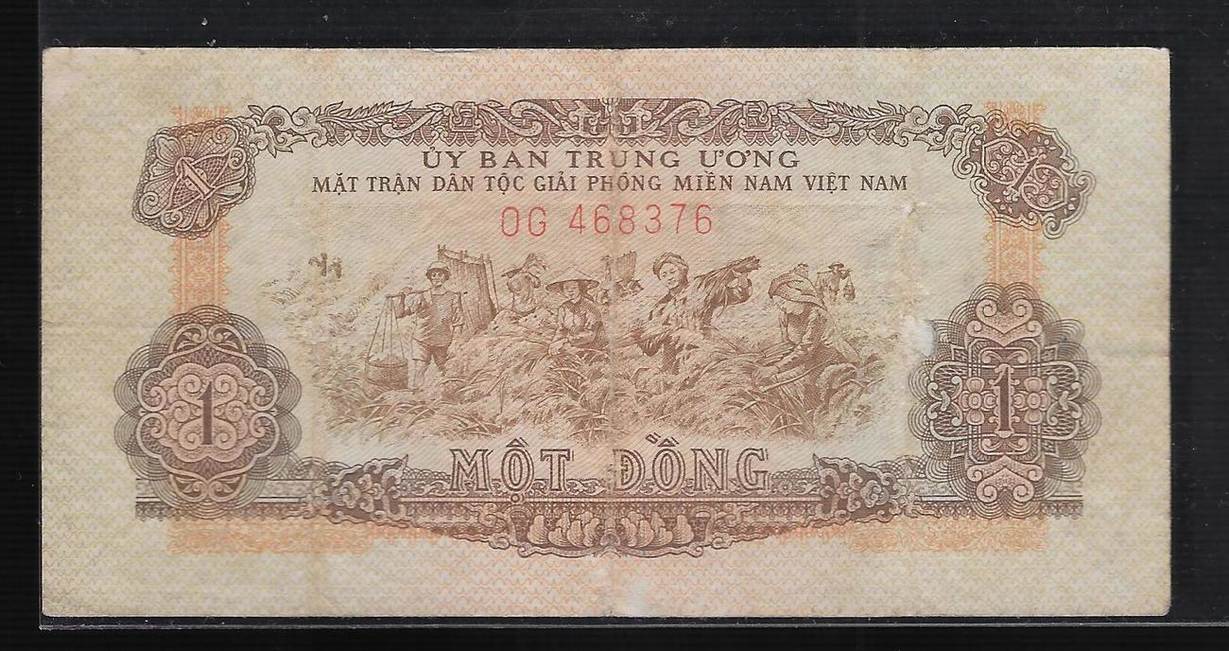 1
ỦY BAN TRUNG ƯƠNG
1
MẶT TRẬN DÂN TỘC GIẢI PHÓNG MIỀN NAM VIỆT NAM
OG 468376
1
1
MỘT ĐỒNG